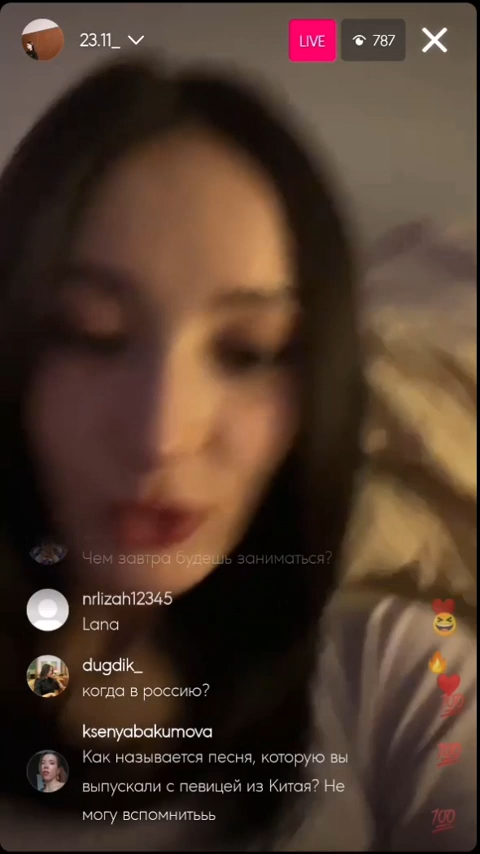 23.11_
LIVE
787
Чем завтра будешь заниматься?
nrlizah12345
Lana
dugdik_
когда в россию?
ksenyabakumova
Как называется песня, которую вы
выпускали с певицей из Китая? Не
могу вспомнитььь